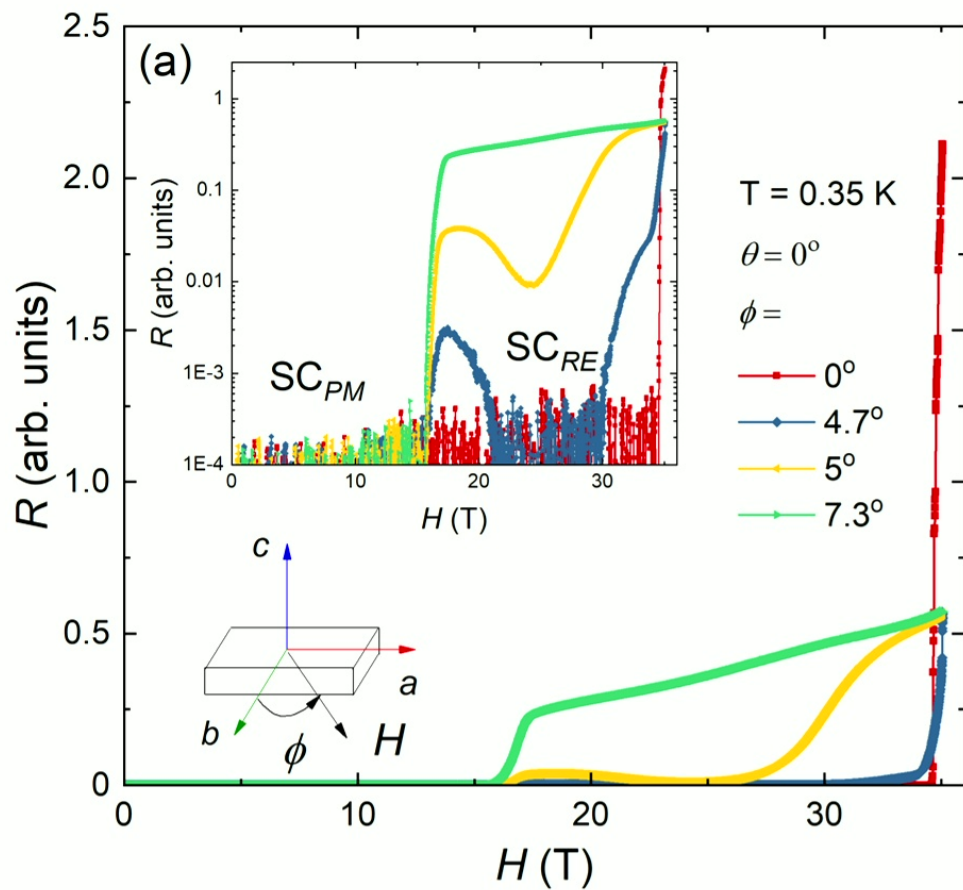 (a)
2.5
2.0
1.5
1.0
0.5
0
R (arb. units)
0 10 20 30
H (T)
1
0.1
0.01
1E-3
1E-4
R (arb. units)
0 10 20 30
H (T)
SC_PM
SC_RE
T = 0.35 K
θ = 0°
ϕ =
0°
4.7°
5°
7.3°
c
a
b
ϕ
H